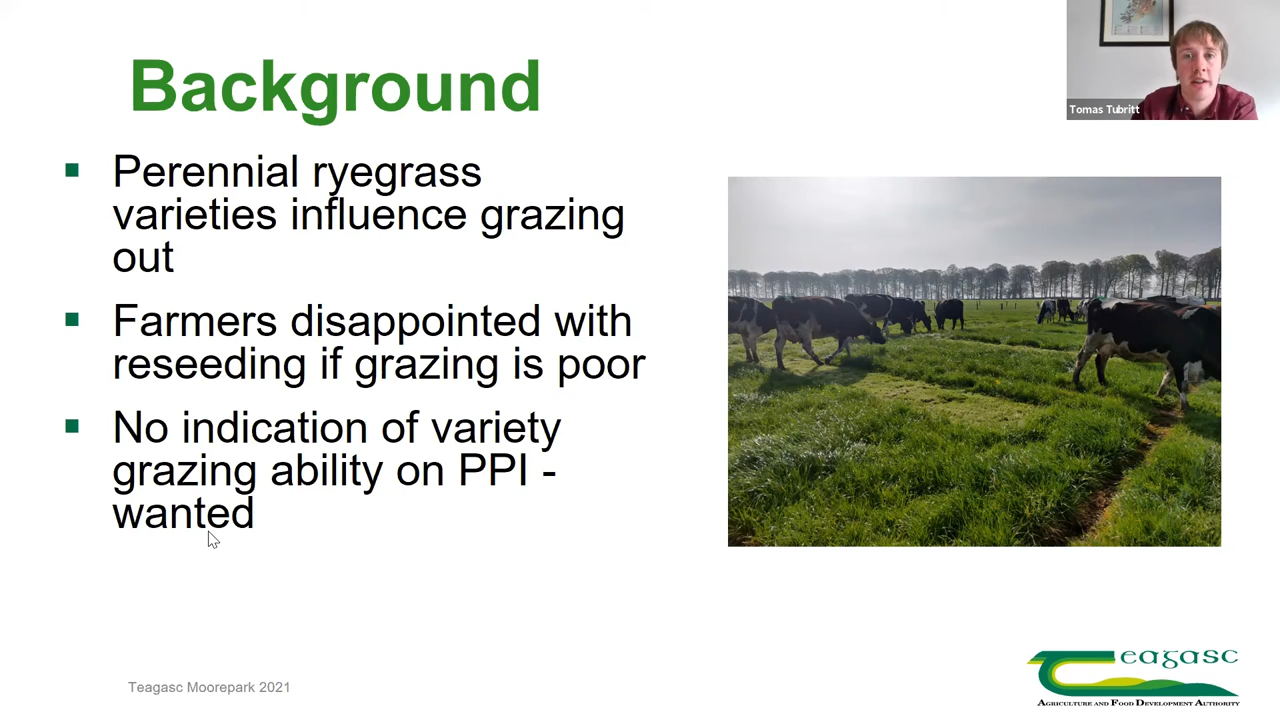 Background
Tomas Tubritt
Perennial ryegrass
varieties influence grazing
out
Farmers disappointed with
reseeding if grazing is poor
No indication of variety
grazing ability on PPI -
wanted
Teagasc Moorepark 2021
Teagasc
AGRICULTURE AND FOOD DEVELOPMENT AUTHORITY